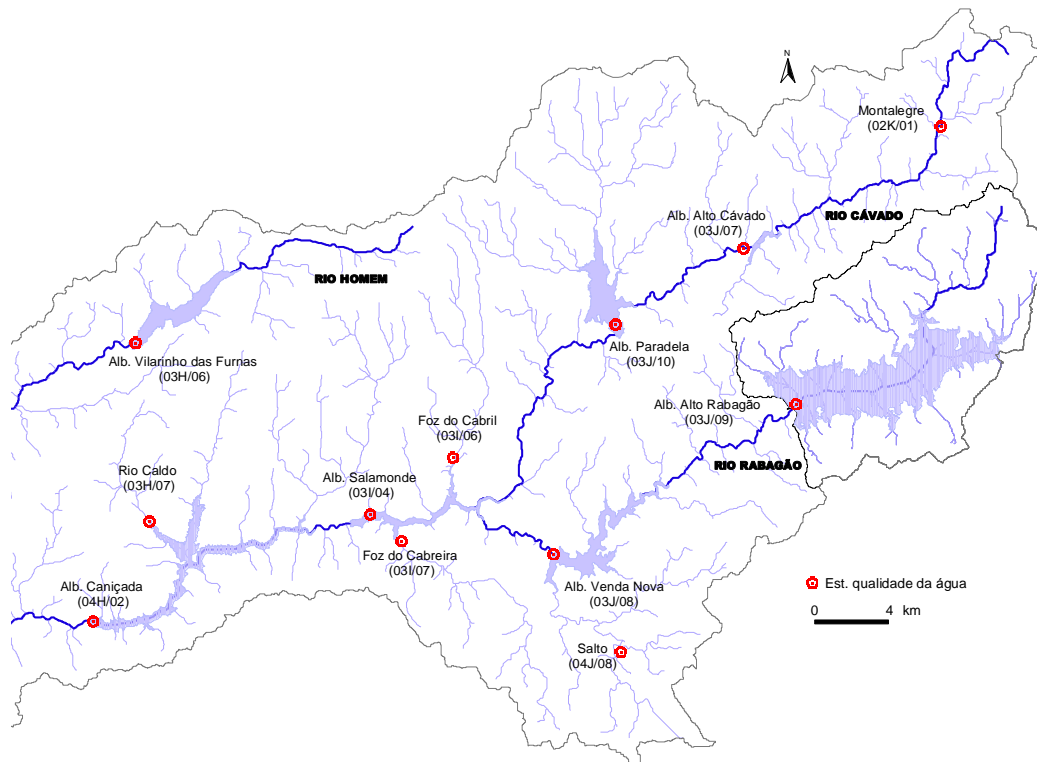 N
Montalegre
(02K/01)
Alb. Alto Cávado
(03J/07)
RIO CÁVADO
RIO HOMEM
Alb. Vilarinho das Furnas
(03H/06)
Alb. Paradela
(03J/10)
Alb. Alto Rabagão
(03J/09)
Foz do Cabril
(03I/06)
RIO RABAGÃO
Rio Caldo
(03H/07)
Alb. Salamonde
(03I/04)
Foz do Cabreira
(03I/07)
Alb. Caniçada
(04H/02)
Alb. Venda Nova
(03J/08)
Est. qualidade da água
0 4 km
Salto
(04J/08)